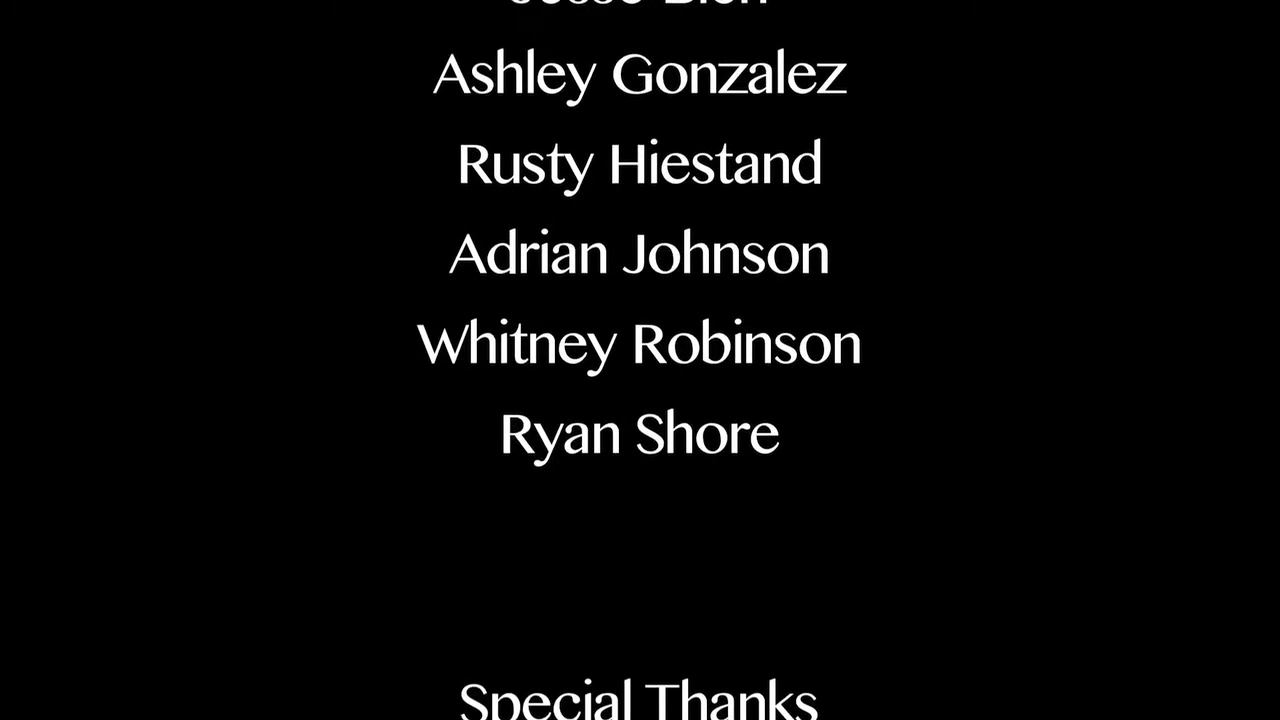 Ashley Gonzalez
Rusty Hiestand
Adrian Johnson
Whitney Robinson
Ryan Shore
Special Thanks